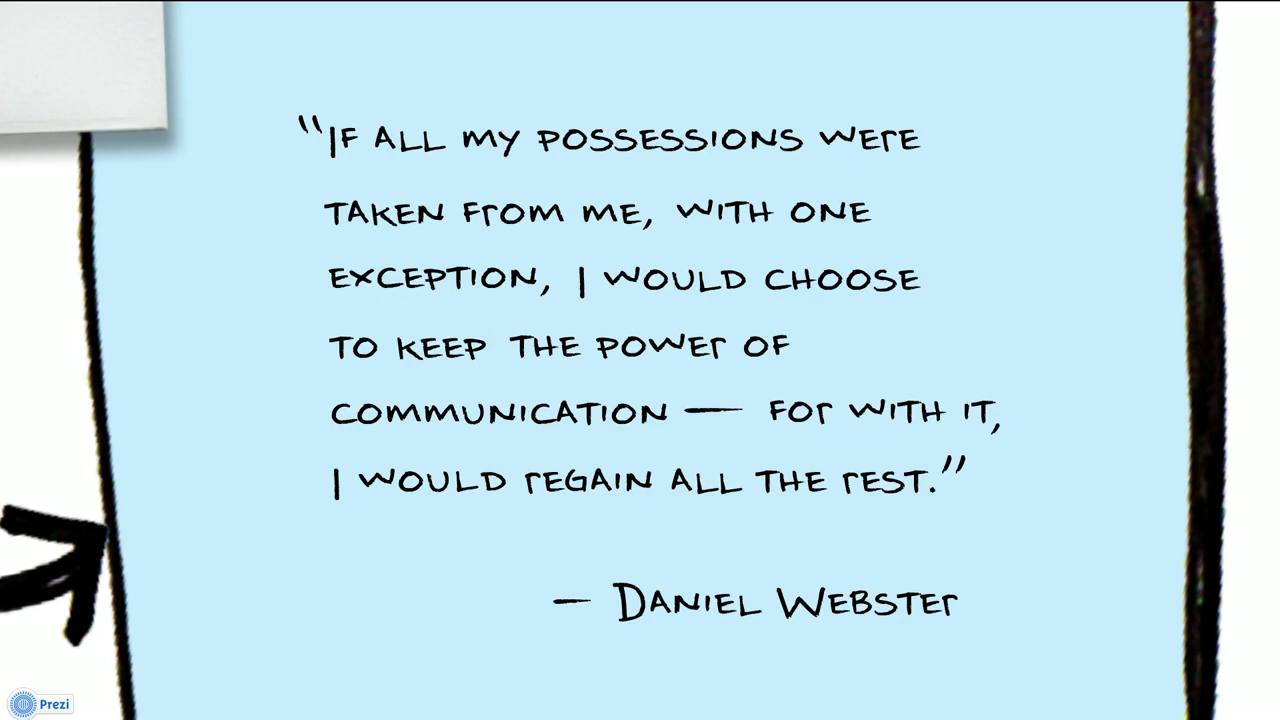 "IF ALL MY POSSESSIONS WERE
TAKEN FROM ME, WITH ONE
EXCEPTION, I WOULD CHOOSE
TO KEEP THE POWER OF
COMMUNICATION — FOR WITH IT,
I WOULD REGAIN ALL THE REST."
— DANIEL WEBSTER
Prezi